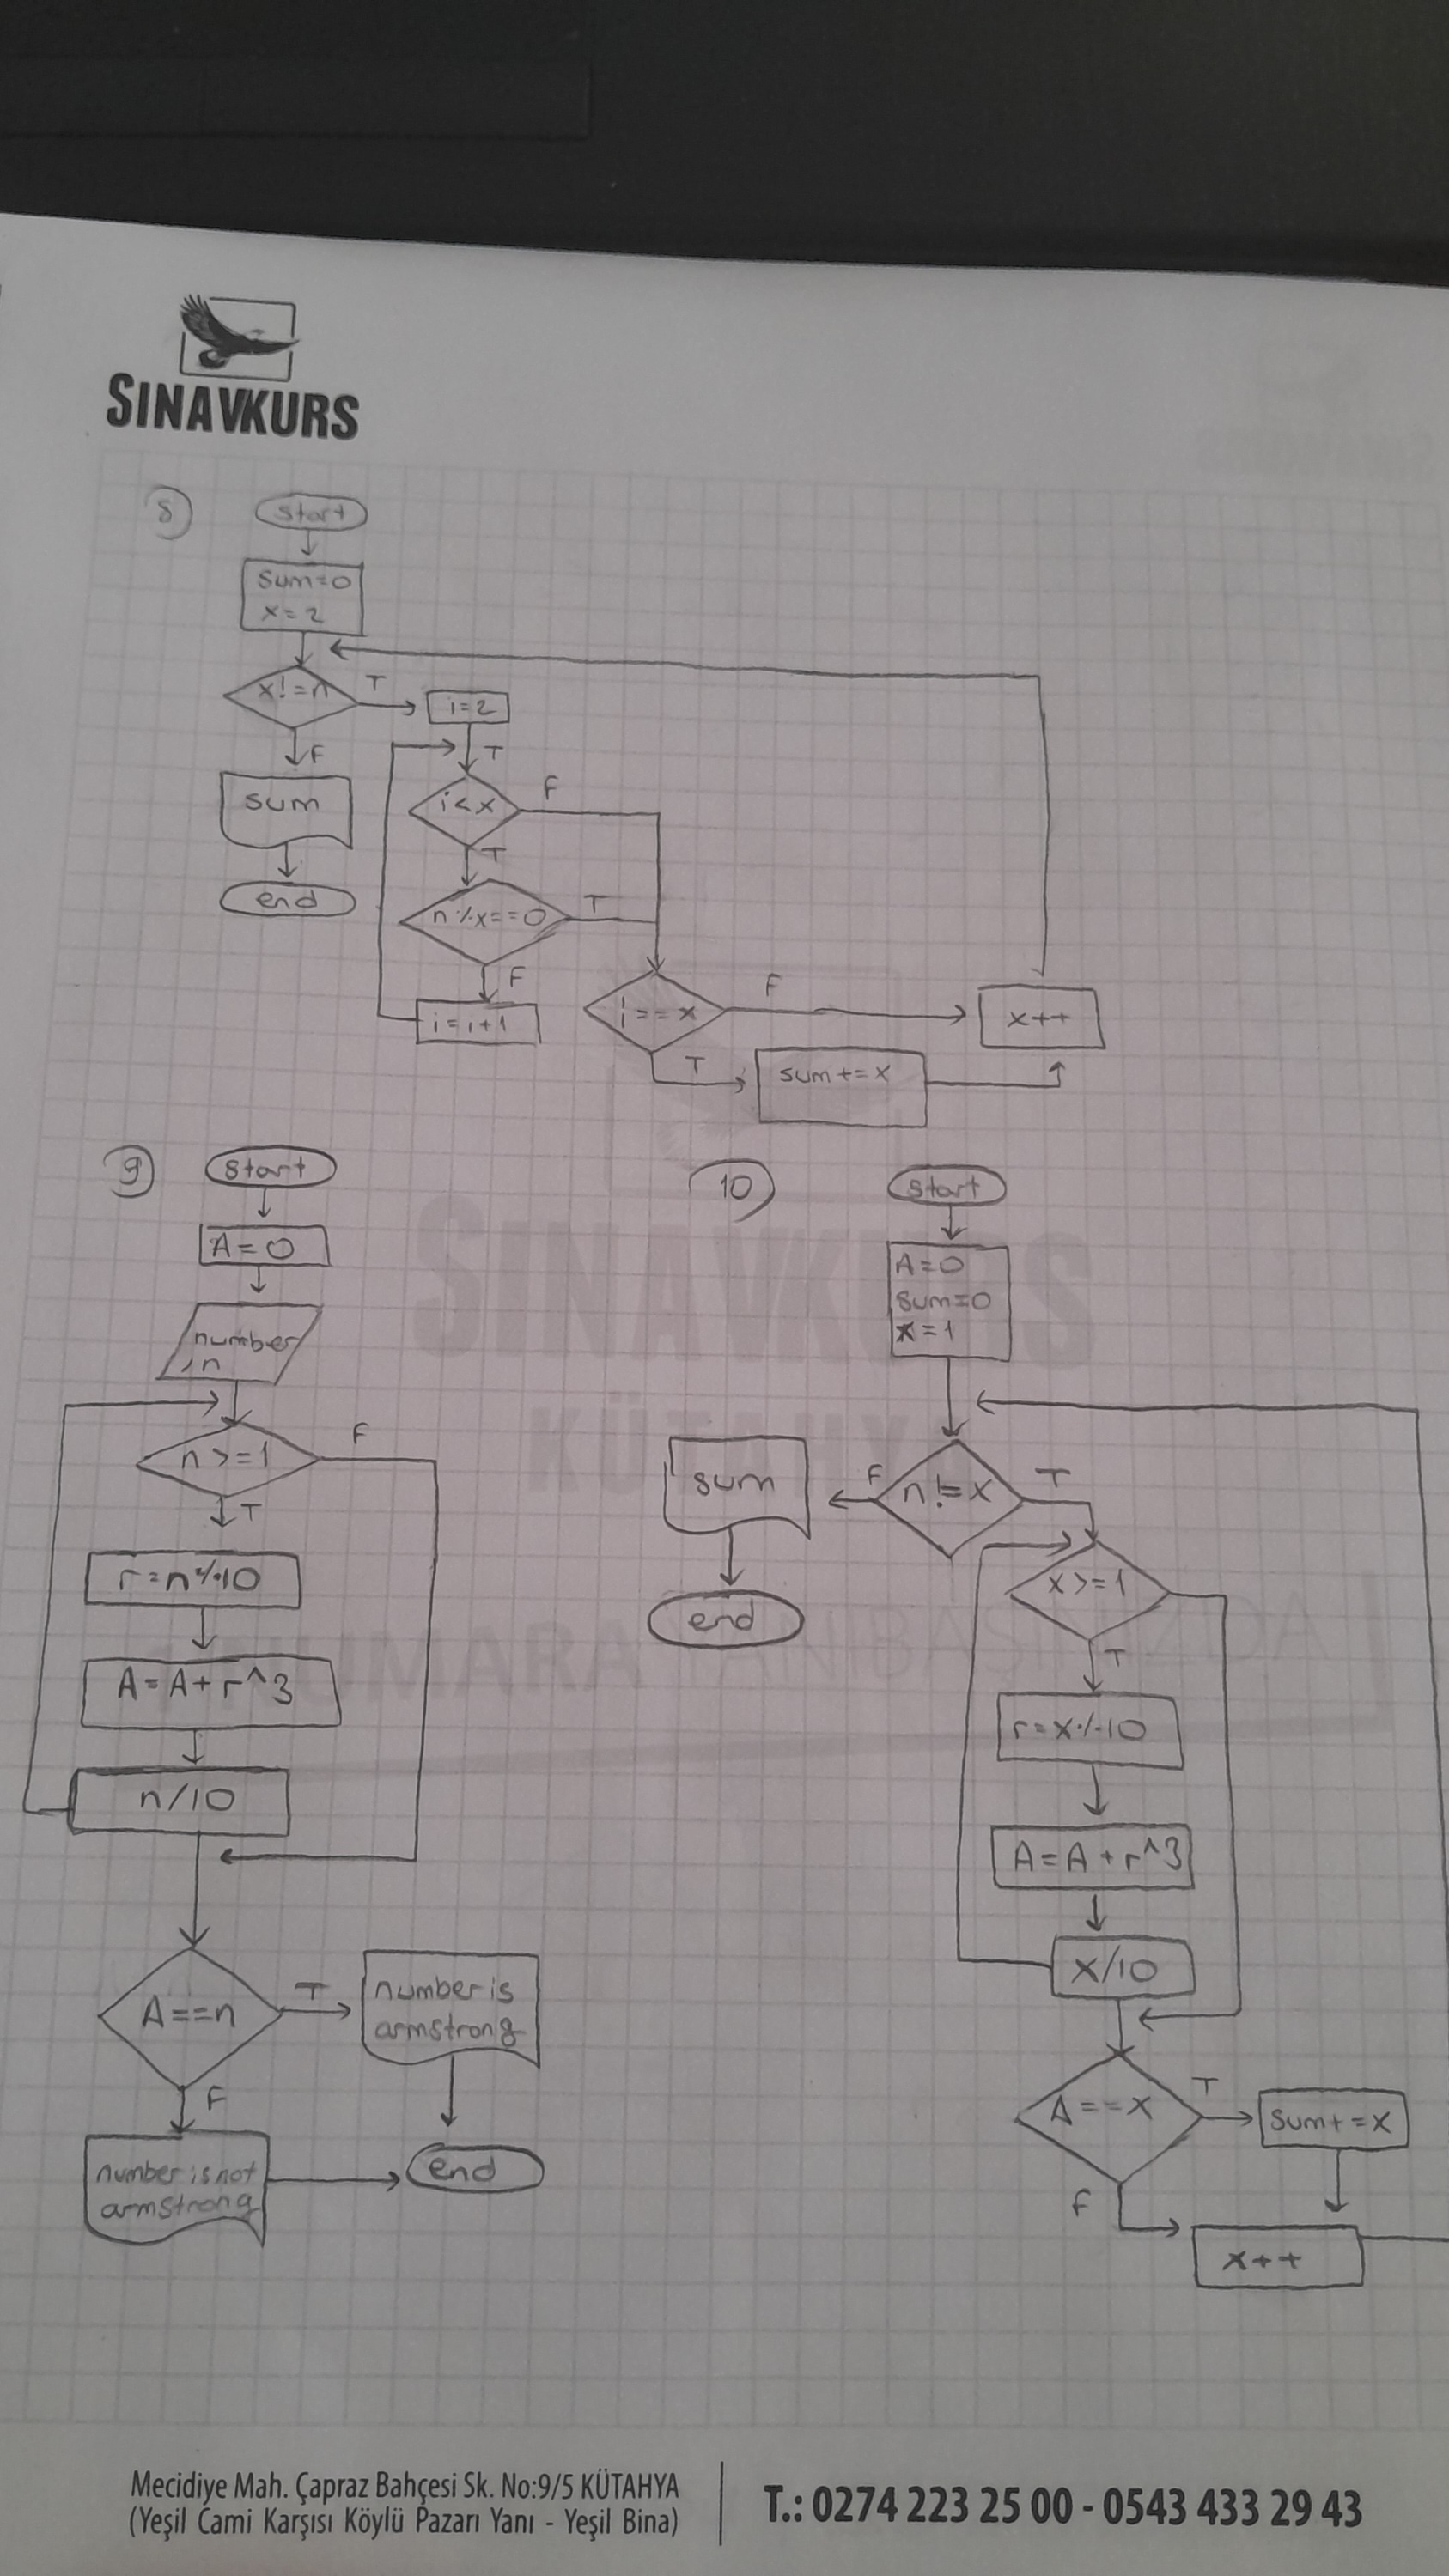 SINAVKURS
8
start
sum=0
x=2
x!=n
T
i=2
F
T
sum
i<x
F
T
end
n%x==0
T
F
i=i+1
i==x
F
x++
T
sum+=x
9
start
A=0
number
,n
n>=1
F
T
r=n%10
A=A+r^3
n/10
A==n
T
number is
armstrong
F
number is not
armstrong
end
10
start
A=0
sum=0
x=1
n!=x
F
T
sum
end
x>=1
T
r=x%10
A=A+r^3
x/10
A==x
T
sum+=x
F
x++
SINAVKURS
KÜTAHYA
Mecidiye Mah. Çapraz Bahçesi Sk. No:9/5 KÜTAHYA
(Yeşil Cami Karşısı Köylü Pazarı Yanı - Yeşil Bina)
T.: 0274 223 25 00 - 0543 433 29 43